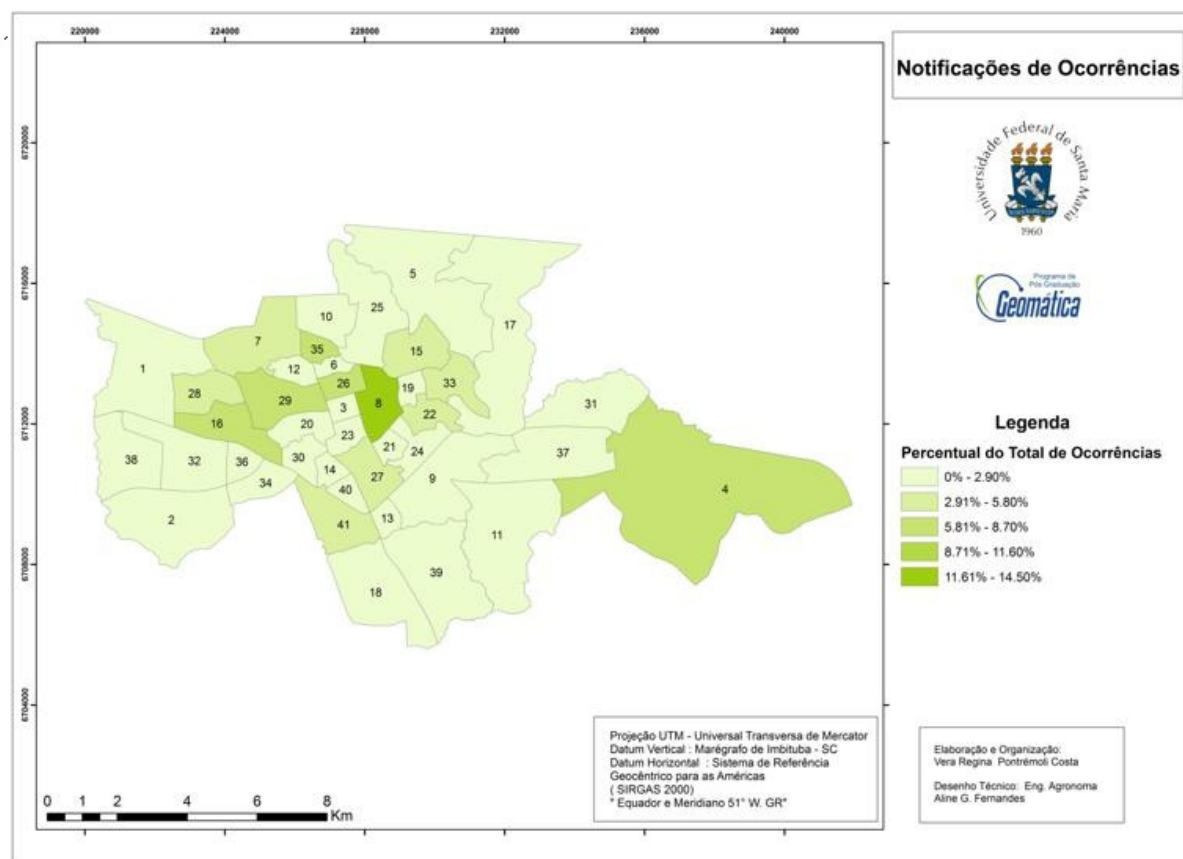 220000
224000
228000
232000
236000
240000
6720000
6716000
6712000
6708000
6704000
5
10
25
17
7
35
15
1
12
6
28
26
19
33
29
3
8
31
16
22
20
23
21
24
38
32
36
30
37
34
14
27
9
40
4
2
41
13
11
39
18
0 1 2 4 6 8
Km
Projeção UTM - Universal Transversa de Mercator
Datum Vertical : Marégrafo de Imbituba - SC
Datum Horizontal : Sistema de Referência
Geocêntrico para as Américas
( SIRGAS 2000)
" Equador e Meridiano 51° W. GR"
Notificações de Ocorrências
Universidade Federal de Santa Maria
1960
Programa de
Pós Graduação
Geomática
Legenda
Percentual do Total de Ocorrências
0% - 2.90%
2.91% - 5.80%
5.81% - 8.70%
8.71% - 11.60%
11.61% - 14.50%
Elaboração e Organização:
Vera Regina Pontrémoli Costa
Desenho Técnico: Eng. Agronoma
Aline G. Fernandes